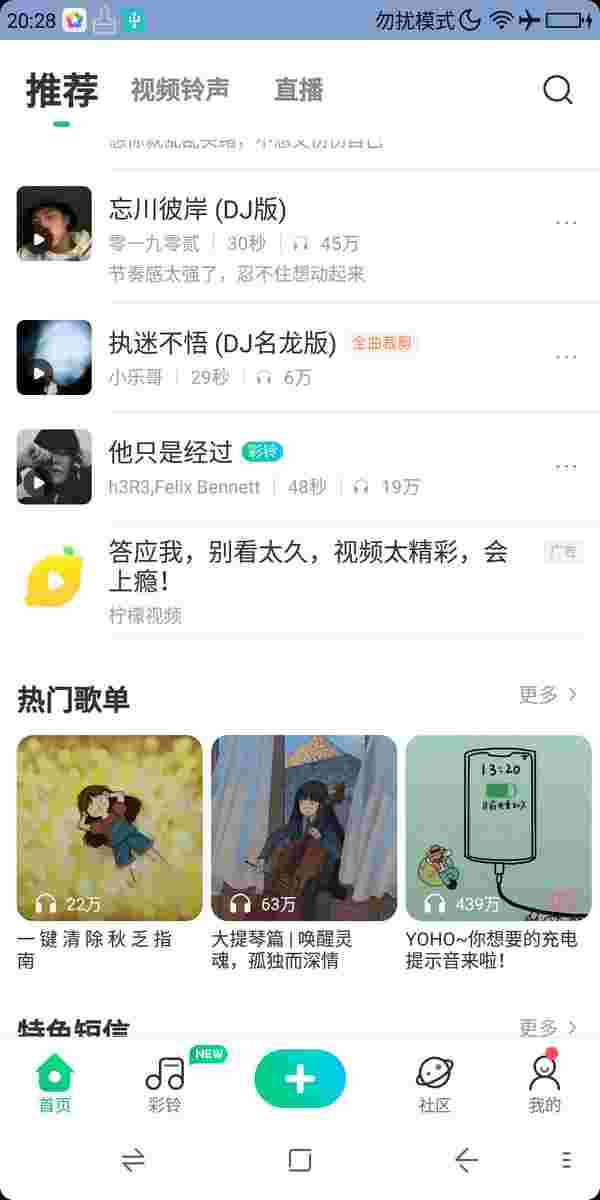 20:28
勿扰模式
推荐
视频铃声
直播
忘川彼岸 (DJ版)
零一九零贰
30秒
45万
节奏感太强了，忍不住想动起来
执迷不悟 (DJ名龙版)
全曲裁剪
小乐哥
29秒
6万
他只是经过
彩铃
h3R3,Felix Bennett
48秒
19万
答应我，别看太久，视频太精彩，会
上瘾！
广告
柠檬视频
热门歌单
更多
22万
63万
13:20
439万
一键清除秋乏指
南
大提琴篇 | 唤醒灵
魂，孤独而深情
YOHO~你想要的充电
提示音来啦！
特色短信
更多
首页
NEW
彩铃
社区
我的